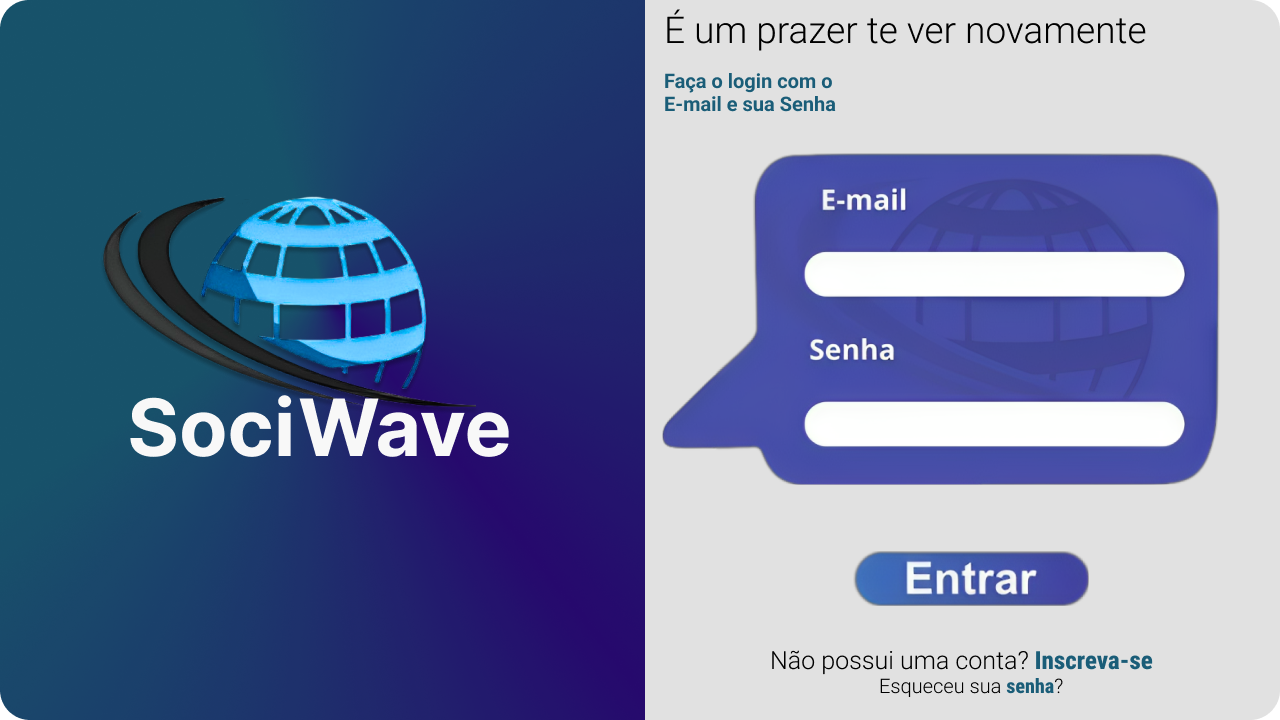 SociWave
É um prazer te ver novamente
Faça o login com o
E-mail e sua Senha
E-mail
Senha
Entrar
Não possui uma conta? Inscreva-se
Esqueceu sua senha?